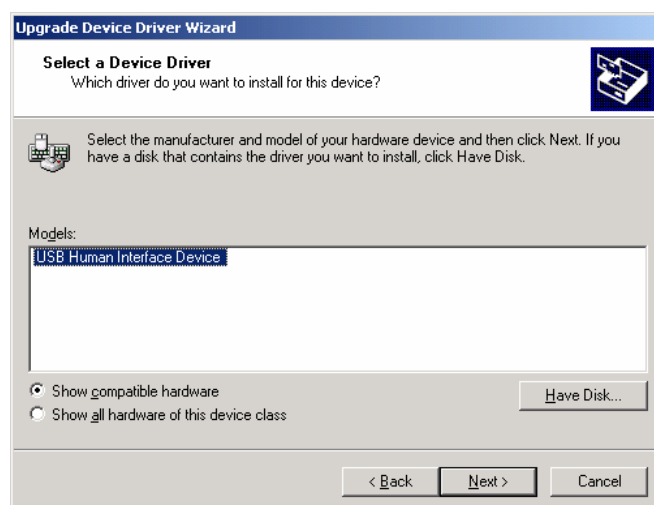 Upgrade Device Driver Wizard
Select a Device Driver
Which driver do you want to install for this device?
Select the manufacturer and model of your hardware device and then click Next. If you
have a disk that contains the driver you want to install, click Have Disk.
Models:
USB Human Interface Device
Show compatible hardware
Have Disk...
Show all hardware of this device class
< Back
Next >
Cancel